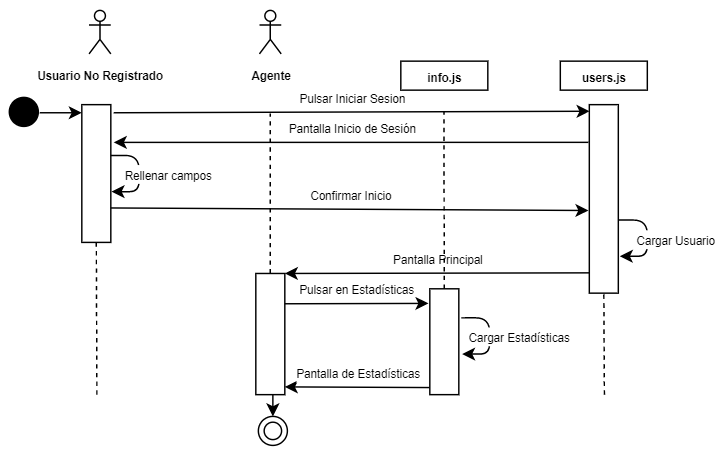 Usuario No Registrado
Agente
info.js
users.js
Pulsar Iniciar Sesion
Pantalla Inicio de Sesión
Rellenar campos
Confirmar Inicio
Cargar Usuario
Pantalla Principal
Pulsar en Estadísticas
Cargar Estadísticas
Pantalla de Estadísticas